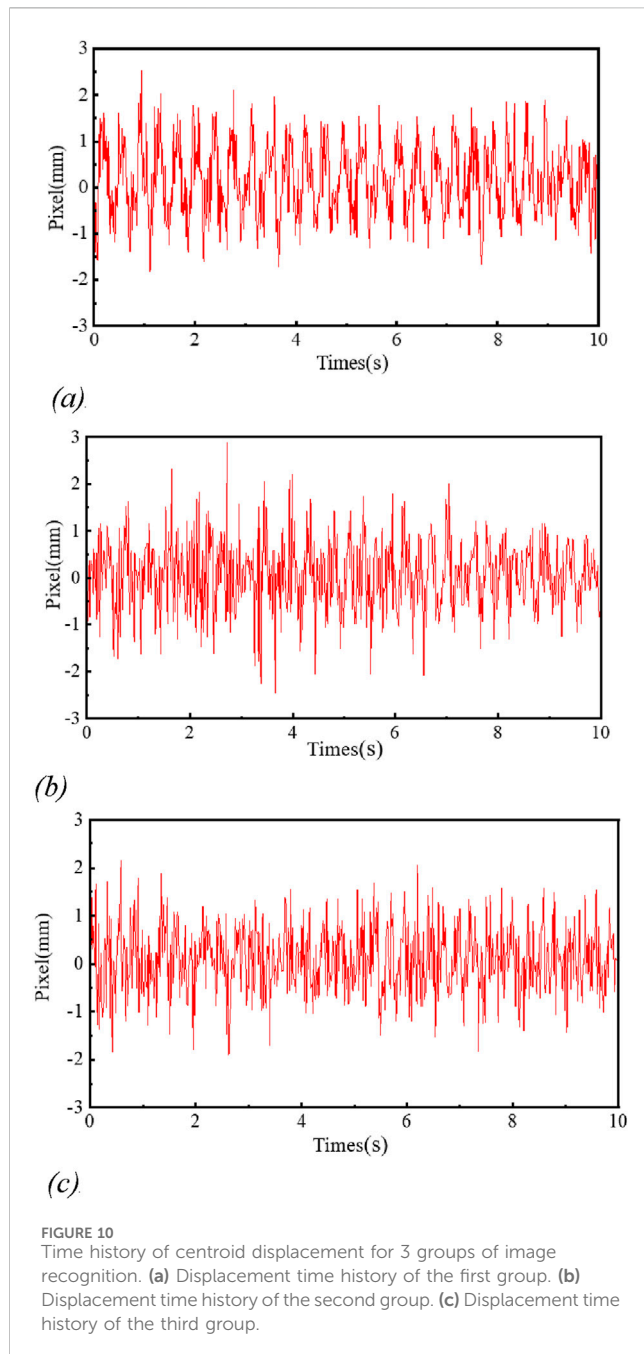 3
2
1
0
-1
-2
-3
Pixel(mm)
0 2 4 6 8 10
Times(s)
(a).
3
2
1
0
-1
-2
-3
Pixel(mm)
0 2 4 6 8 10
Times(s)
(b)
3
2
1
0
-1
-2
-3
Pixel(mm)
0 2 4 6 8 10
Times(s)
(c).
FIGURE 10
Time history of centroid displacement for 3 groups of image
recognition. (a) Displacement time history of the first group. (b)
Displacement time history of the second group. (c) Displacement time
history of the third group.